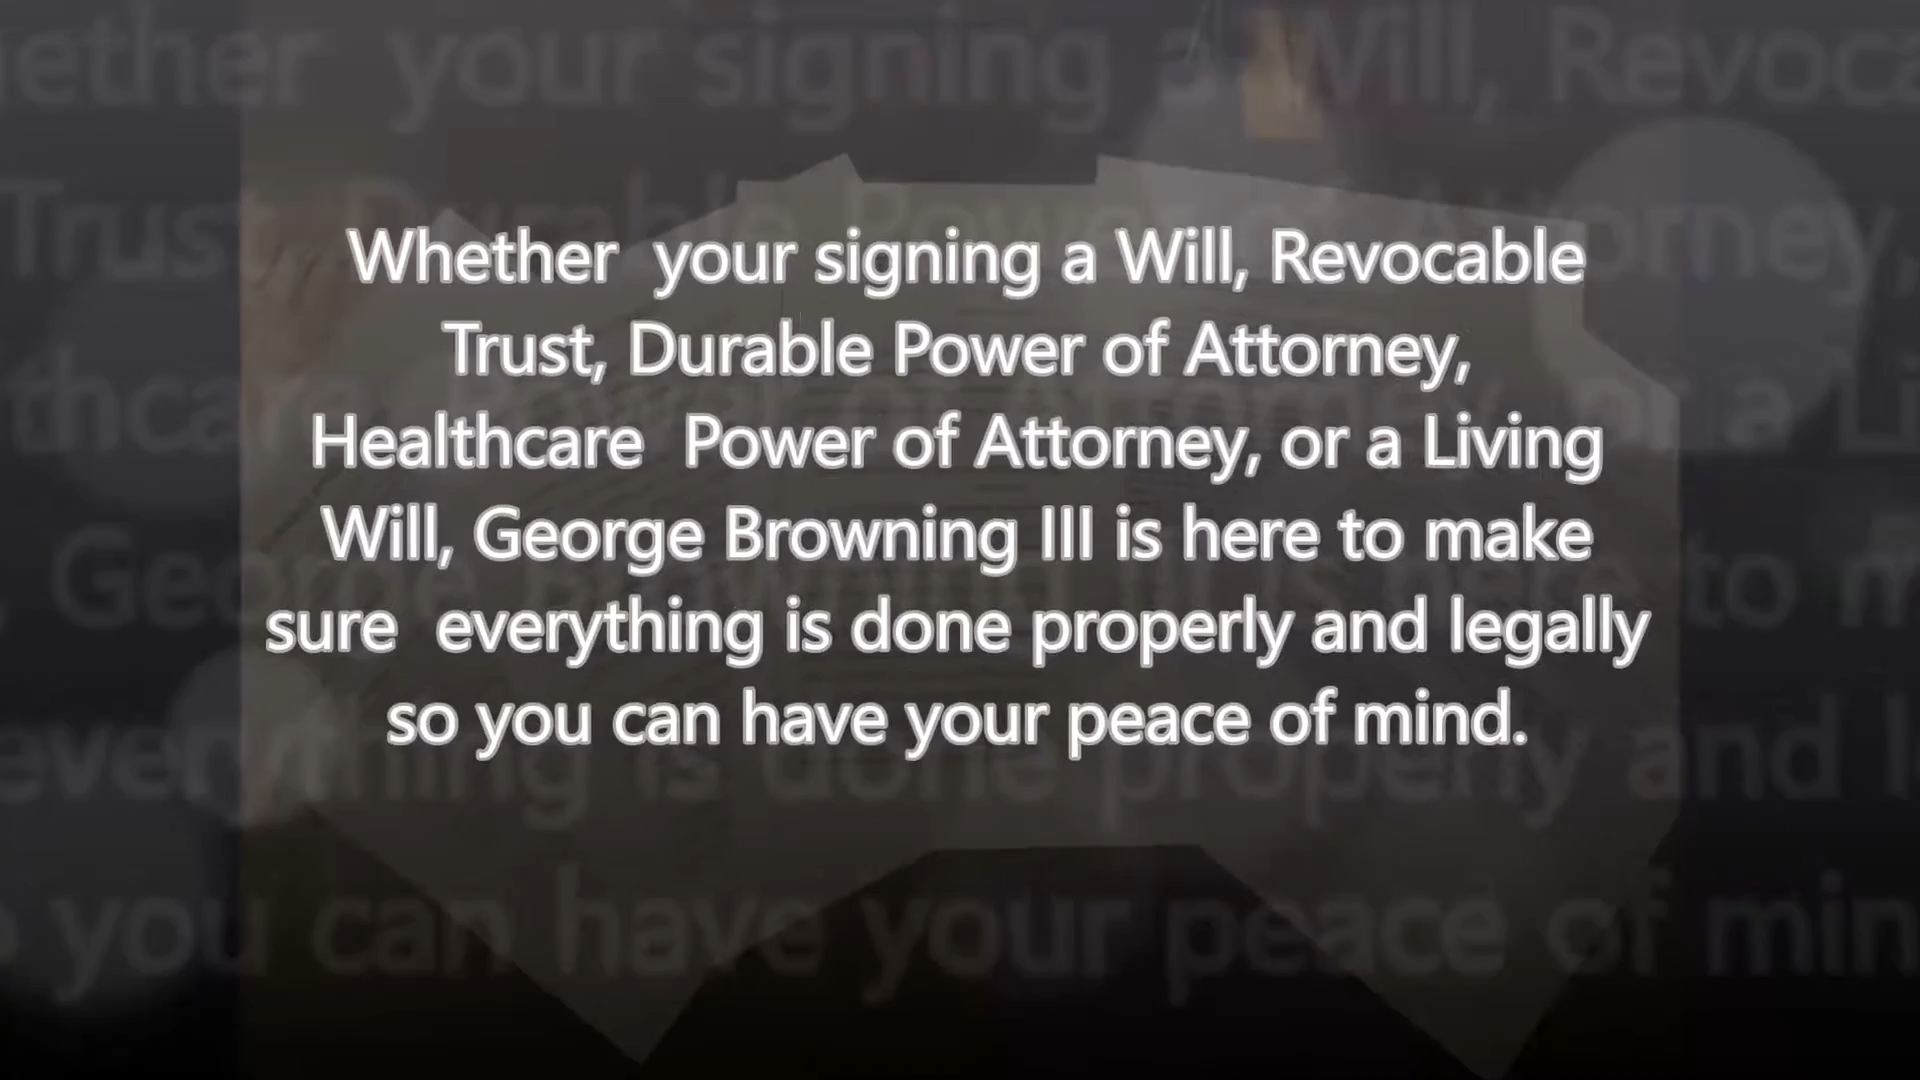 Whether your signing a Will, Revocable
Trust, Durable Power of Attorney,
Healthcare Power of Attorney, or a Living
Will, George Browning III is here to make
sure everything is done properly and legally
so you can have your peace of mind.